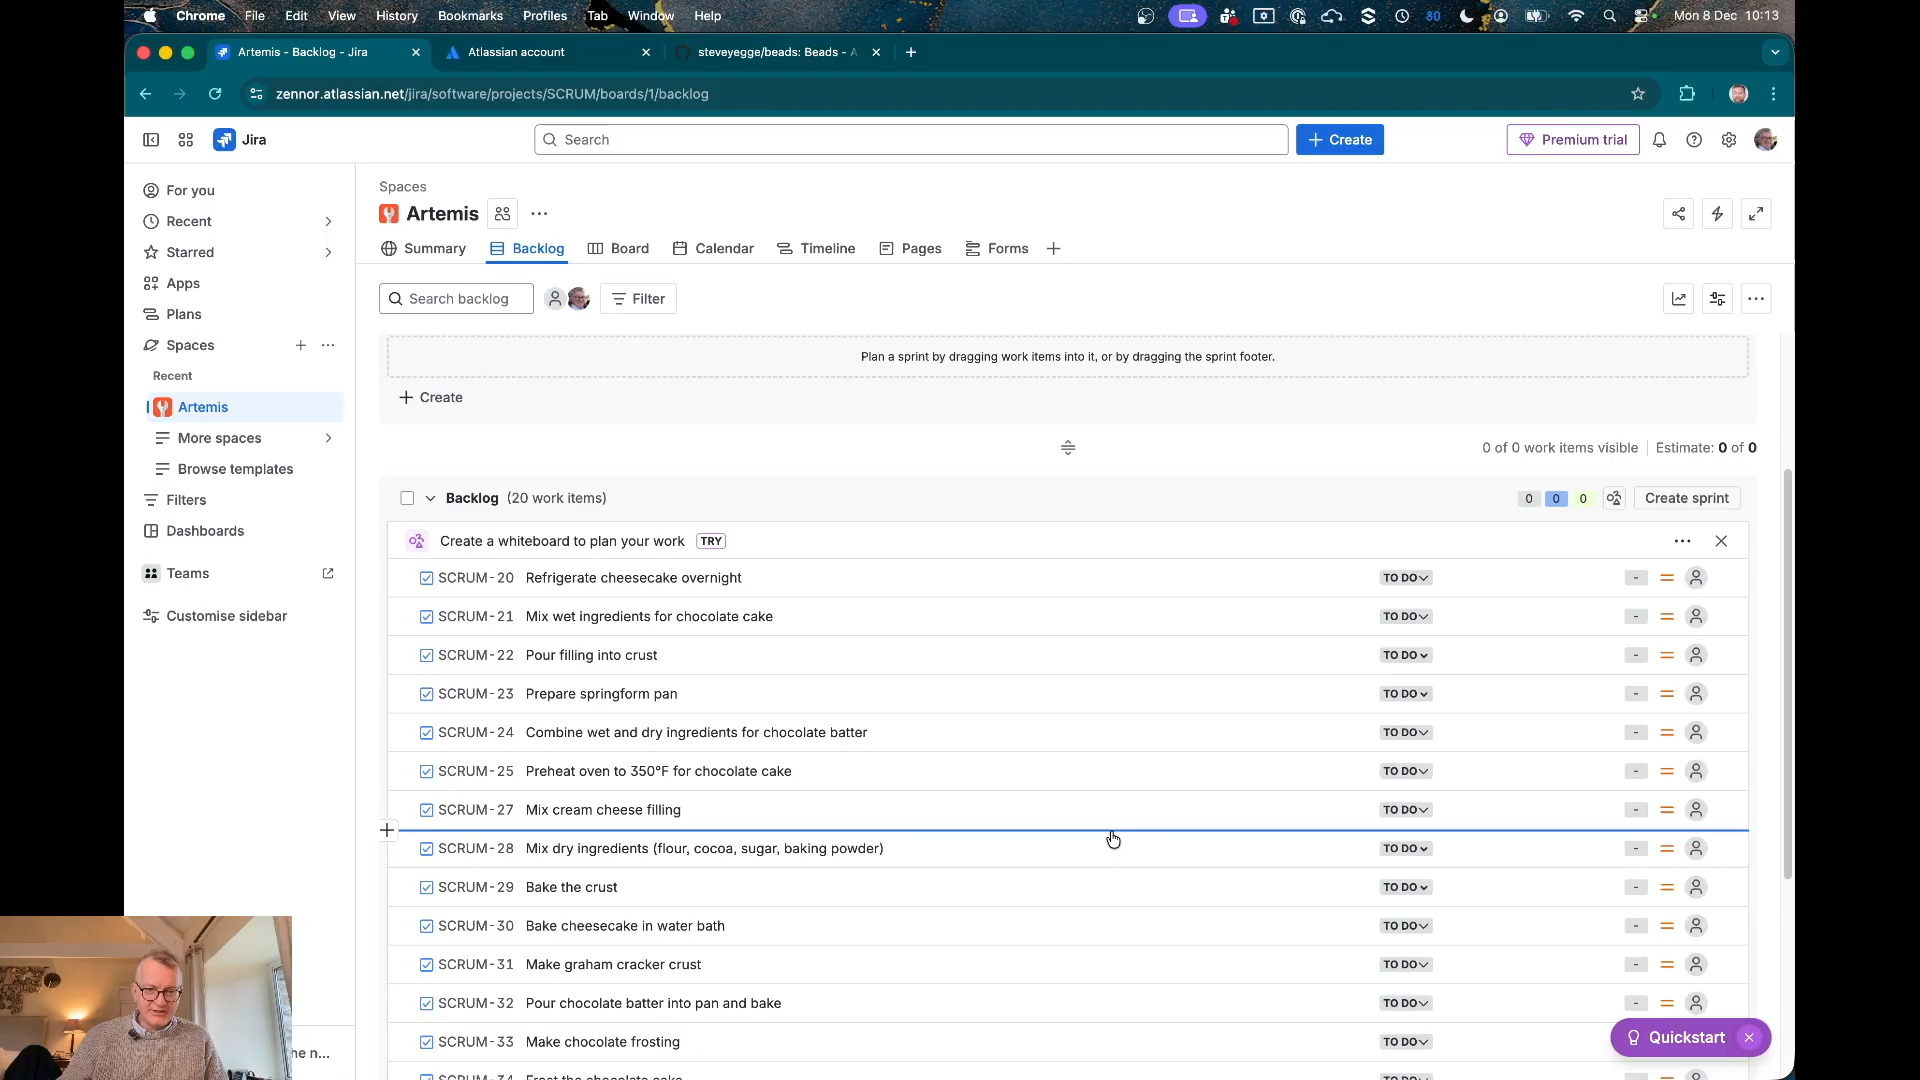 Chrome File Edit View History Bookmarks Profiles Tab Window Help 80 Mon 8 Dec 10:13
Artemis - Backlog - Jira
Atlassian account
steveyegge/beads: Beads - A
zennor.atlassian.net/jira/software/projects/SCRUM/boards/1/backlog
Jira
Search
Create
Premium trial
For you
Recent
Starred
Apps
Plans
Spaces
Recent
Artemis
More spaces
Browse templates
Filters
Dashboards
Teams
Customise sidebar
Spaces
Artemis
Summary Backlog Board Calendar Timeline Pages Forms
Search backlog
Filter
Plan a sprint by dragging work items into it, or by dragging the sprint footer.
Create
0 of 0 work items visible Estimate: 0 of 0
Backlog (20 work items) 0 0 0 Create sprint
Create a whiteboard to plan your work TRY
SCRUM-20 Refrigerate cheesecake overnight TO DO -
SCRUM-21 Mix wet ingredients for chocolate cake TO DO -
SCRUM-22 Pour filling into crust TO DO -
SCRUM-23 Prepare springform pan TO DO -
SCRUM-24 Combine wet and dry ingredients for chocolate batter TO DO -
SCRUM-25 Preheat oven to 350°F for chocolate cake TO DO -
SCRUM-27 Mix cream cheese filling TO DO -
SCRUM-28 Mix dry ingredients (flour, cocoa, sugar, baking powder) TO DO -
SCRUM-29 Bake the crust TO DO -
SCRUM-30 Bake cheesecake in water bath TO DO -
SCRUM-31 Make graham cracker crust TO DO -
SCRUM-32 Pour chocolate batter into pan and bake TO DO -
SCRUM-33 Make chocolate frosting TO DO
SCRUM-34 Frost the chocolate cake TO DO
Quickstart
he n...